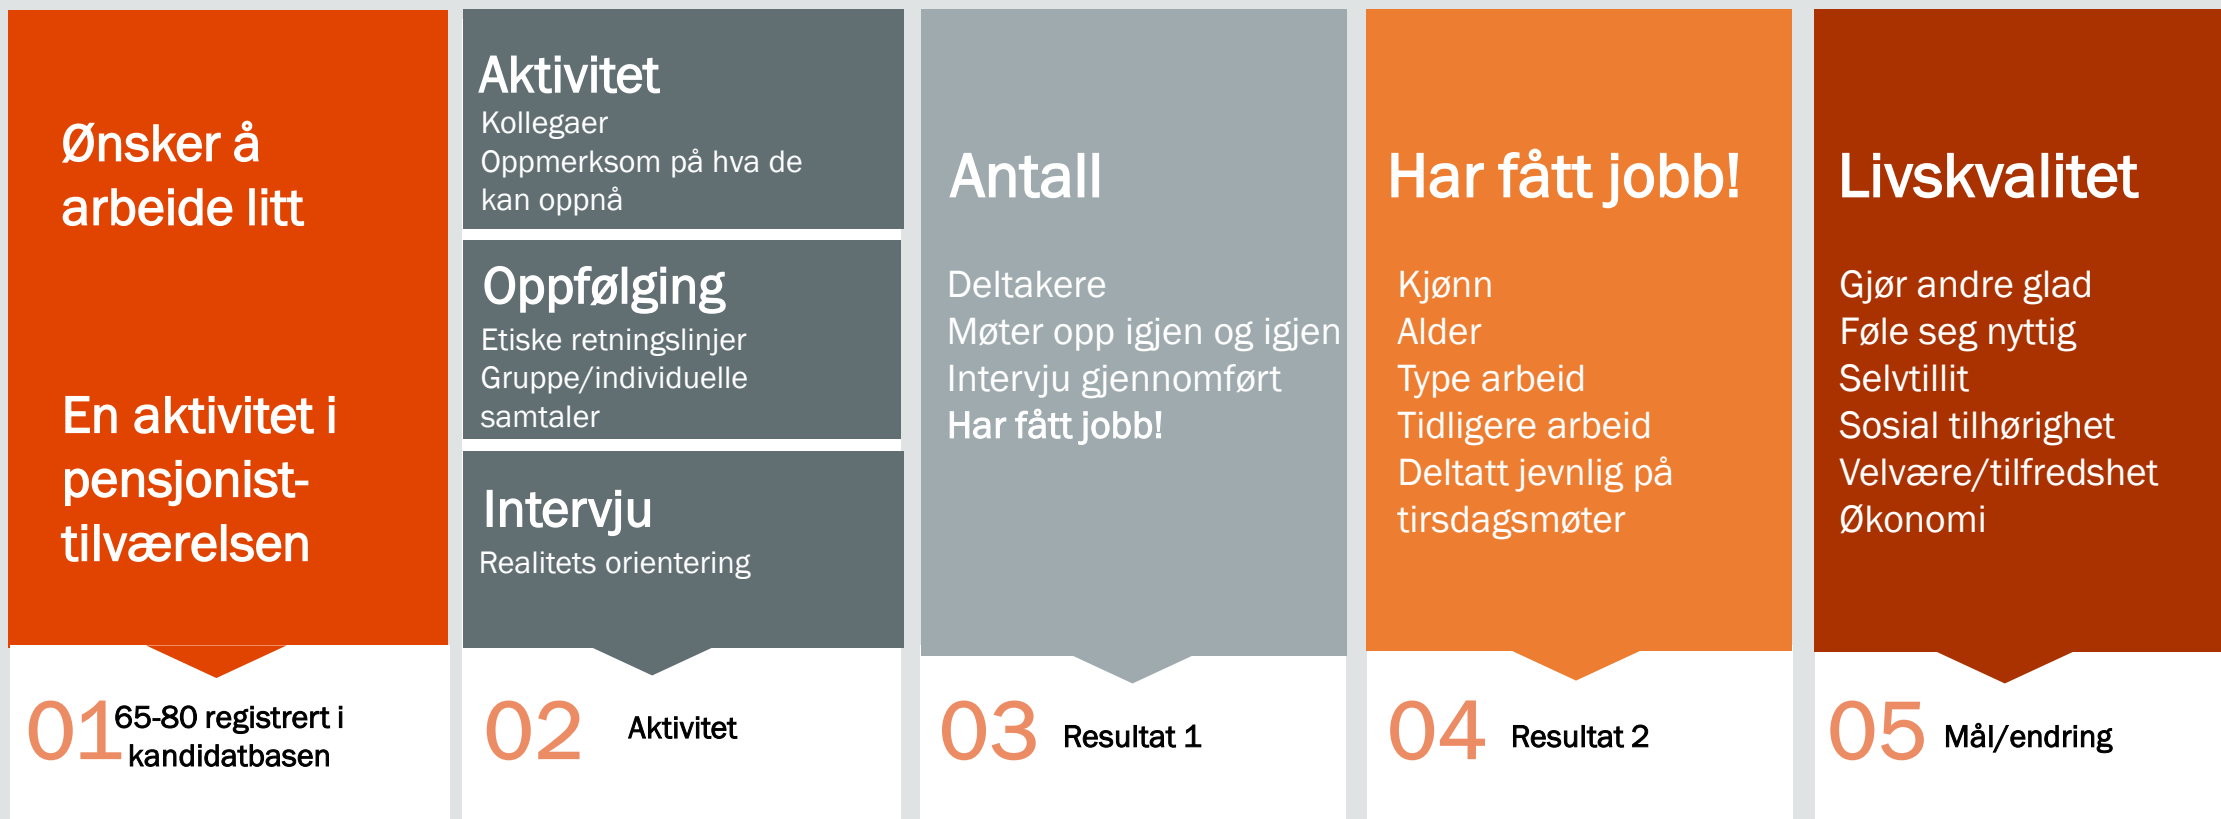 Ønsker å
arbeide litt
En aktivitet i
pensjonist-
tilværelsen
01
65-80 registrert i
kandidatbasen
Aktivitet
Kollegaer
Oppmerksom på hva de
kan oppnå
Oppfølging
Etiske retningslinjer
Gruppe/individuelle
samtaler
Intervju
Realitets orientering
02 Aktivitet
Antall
Deltakere
Møter opp igjen og igjen
Intervju gjennomført
Har fått jobb!
03 Resultat 1
Har fått jobb!
Kjønn
Alder
Type arbeid
Tidligere arbeid
Deltatt jevnlig på
tirsdagsmøter
04 Resultat 2
Livskvalitet
Gjør andre glad
Føle seg nyttig
Selvtillit
Sosial tilhørighet
Velvære/tilfredshet
Økonomi
05 Mål/endring